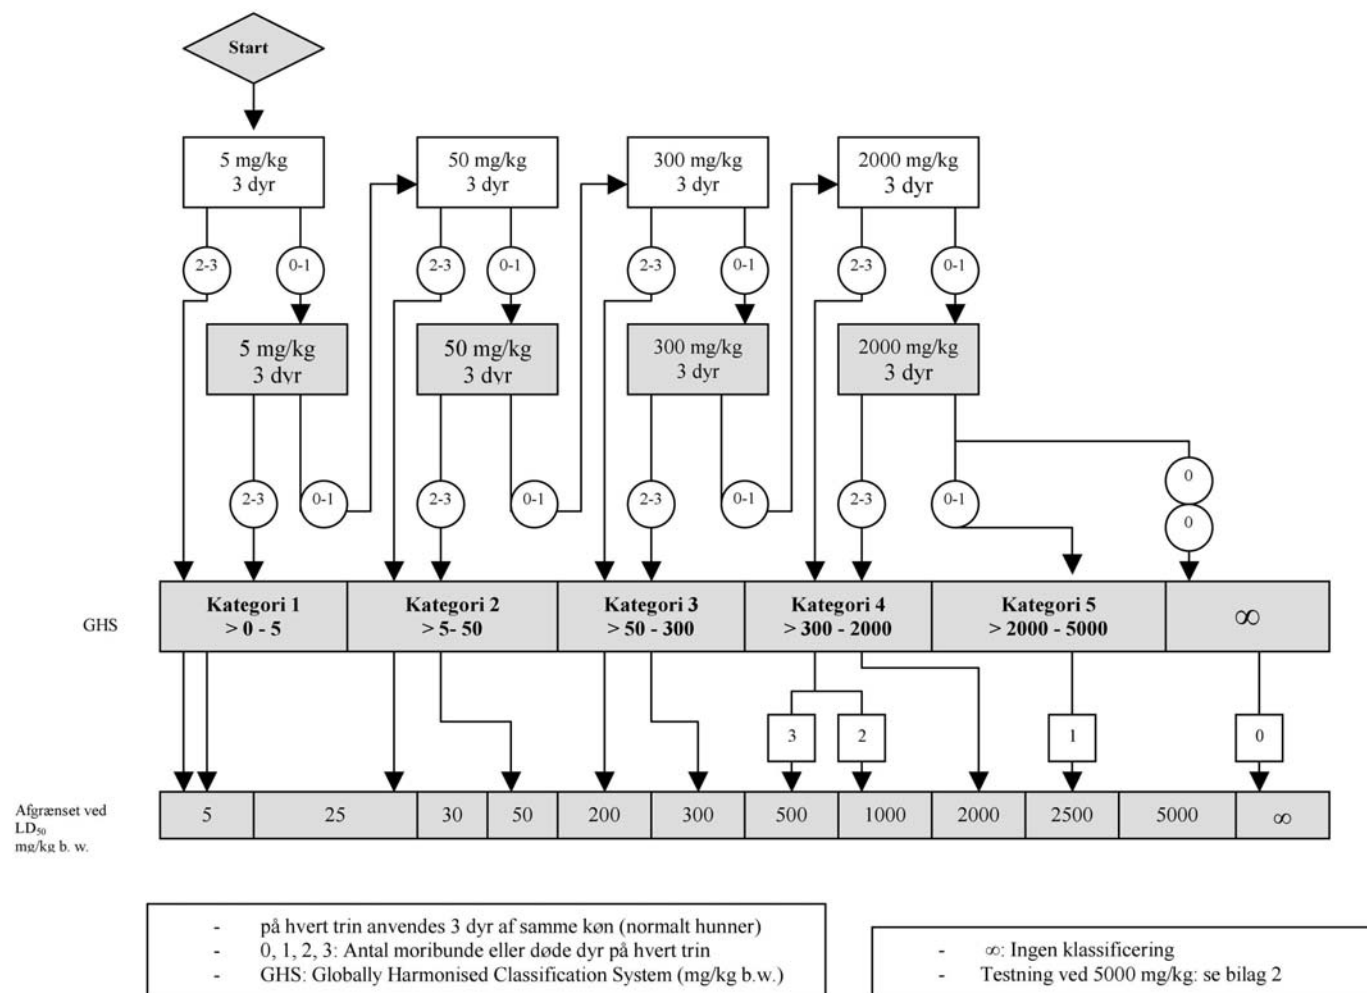 Start
5 mg/kg
3 dyr
50 mg/kg
3 dyr
300 mg/kg
3 dyr
2000 mg/kg
3 dyr
2-3
0-1
2-3
0-1
2-3
0-1
2-3
0-1
5 mg/kg
3 dyr
50 mg/kg
3 dyr
300 mg/kg
3 dyr
2000 mg/kg
3 dyr
2-3
0-1
2-3
0-1
2-3
0-1
2-3
0-1
0
0
GHS
Kategori 1
> 0 - 5
Kategori 2
> 5- 50
Kategori 3
> 50 - 300
Kategori 4
> 300 - 2000
Kategori 5
> 2000 - 5000
∞
3
2
1
0
Afgrænset ved
LD50
mg/kg b. w.
5
25
30
50
200
300
500
1000
2000
2500
5000
∞
- på hvert trin anvendes 3 dyr af samme køn (normalt hunner)
- 0, 1, 2, 3: Antal moribunde eller døde dyr på hvert trin
- GHS: Globally Harmonised Classification System (mg/kg b.w.)
- ∞: Ingen klassificering
- Testning ved 5000 mg/kg: se bilag 2